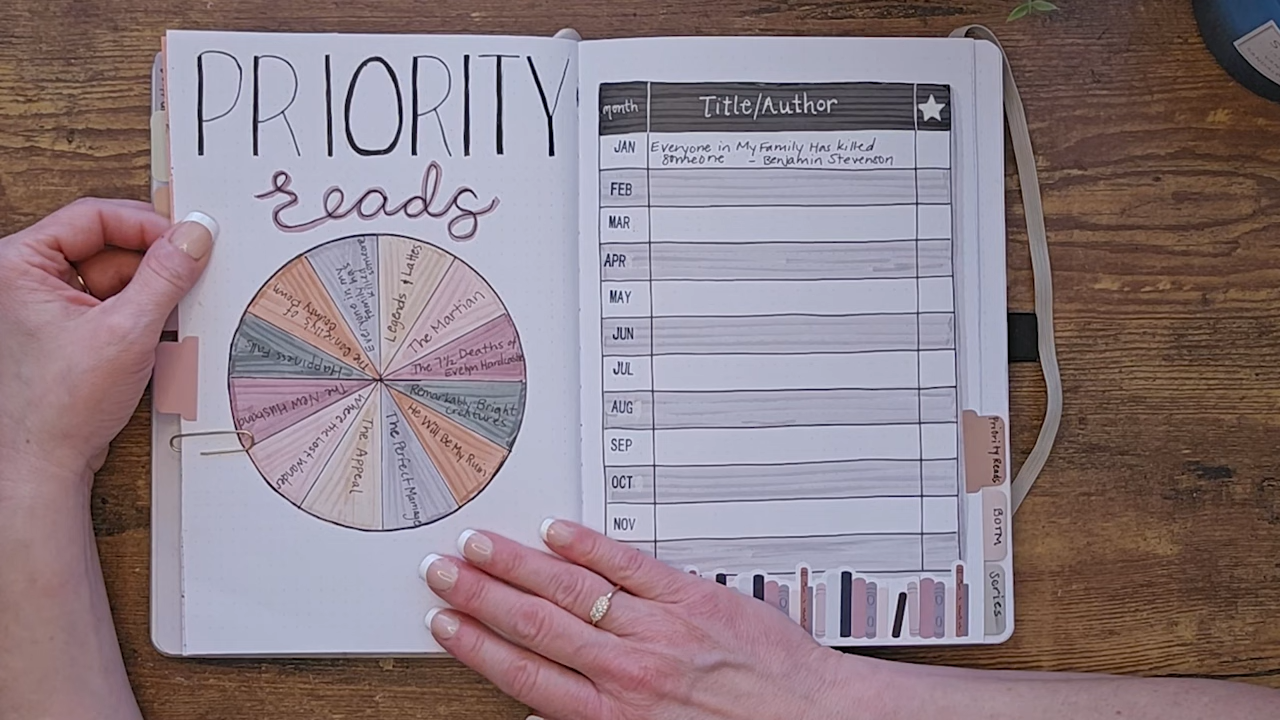 PRIORITY
reads
Legends & Lattes
The Martian
The 7½ Deaths of
Evelyn Hardcastle
Remarkably Bright
Creatures
He Will Be My Ruin
The Perfect Marriage
The Appeal
Where the Lost Wander
The New Husband
Happiness Falls
of
County Down
Everyone in my
family has
killed
someone
month Title/Author
JAN Everyone in My Family Has killed
Someone - Benjamin Stevenson
FEB
MAR
APR
MAY
JUN
JUL
AUG
SEP
OCT
NOV
Priority Reads
BOTM
Series